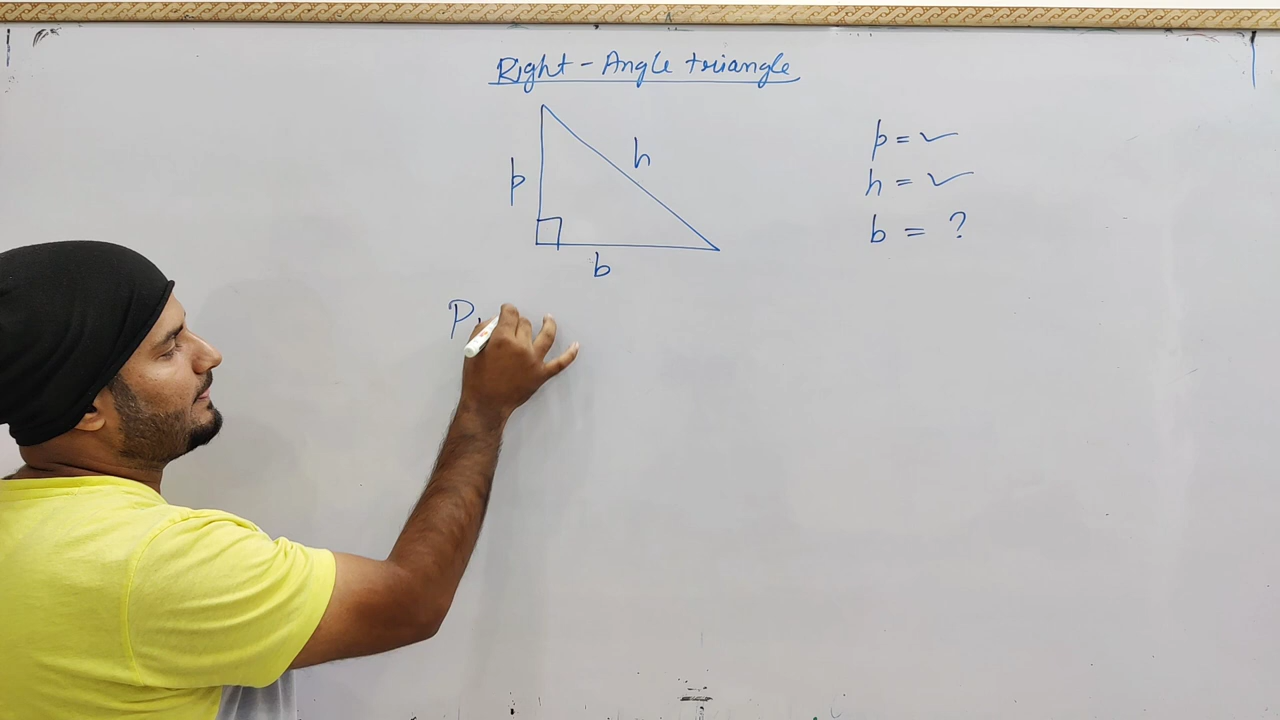 Right-Angle triangle
p
h
b
p = ✓
h = ✓
b = ?
P